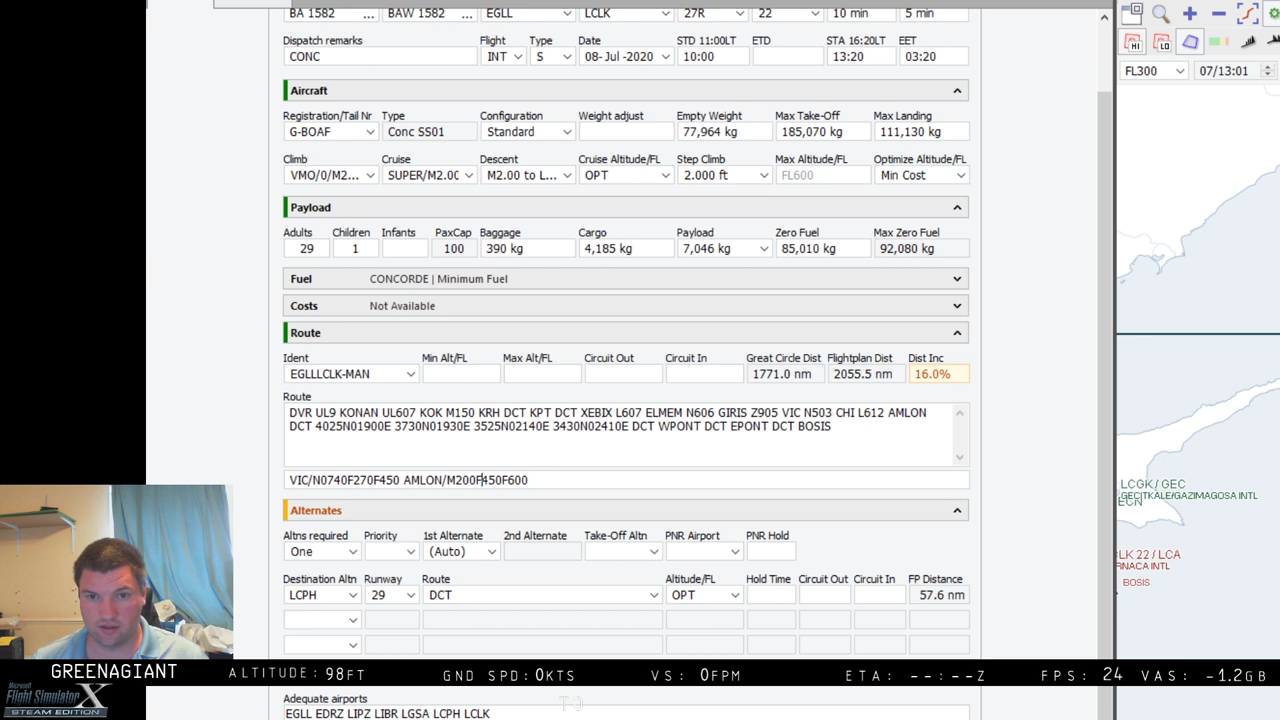 BA 1582 ... BAW 1582 ... EGLL LCLK 27R 22 10 min 5 min
Dispatch remarks Flight Type Date STD 11:00LT ETD STA 16:20LT EET
CONC INT S 08- Jul -2020 10:00 13:20 03:20
FL300 07/13:01
Aircraft
Registration/Tail Nr Type Configuration Weight adjust Empty Weight Max Take-Off Max Landing
G-BOAF Conc SS01 Standard 77,964 kg 185,070 kg 111,130 kg
Climb Cruise Descent Cruise Altitude/FL Step Climb Max Altitude/FL Optimize Altitude/FL
VMO/0/M2... SUPER/M2.00 M2.00 to L... OPT 2.000 ft FL600 Min Cost
Payload
Adults Children Infants PaxCap Baggage Cargo Payload Zero Fuel Max Zero Fuel
29 1 100 390 kg 4,185 kg 7,046 kg 85,010 kg 92,080 kg
Fuel CONCORDE | Minimum Fuel
Costs Not Available
Route
Ident Min Alt/FL Max Alt/FL Circuit Out Circuit In Great Circle Dist Flightplan Dist Dist Inc
EGLLLCLK-MAN 1771.0 nm 2055.5 nm 16.0%
Route
DVR UL9 KONAN UL607 KOK M150 KRH DCT KPT DCT XEBIX L607 ELMEM N606 GIRIS Z905 VIC N503 CHI L612 AMLON
DCT 4025N01900E 3730N01930E 3525N02140E 3430N02410E DCT WPONT DCT EPONT DCT BOSIS
VIC/N0740F270F450 AMLON/M200F450F600
LCGK / GEC
GECITKALE/GAZIMAGOSA INTL
ECN
Alternates
Altns required Priority 1st Alternate 2nd Alternate Take-Off Altn PNR Airport PNR Hold
One (Auto)
CLK 22 / LCA
RNACA INTL
BOSIS
Destination Altn Runway Route Altitude/FL Hold Time Circuit Out Circuit In FP Distance
LCPH 29 DCT OPT 57.6 nm
GREENAGIANT ALTITUDE: 98FT GND SPD: 0KTS VS: 0FPM ETA: --:--Z FPS: 24 VAS: -1.2GB
Microsoft
Flight Simulator X
STEAM EDITION
Adequate airports
EGLL EDRZ LIPZ LIBR LGSA LCPH LCLK